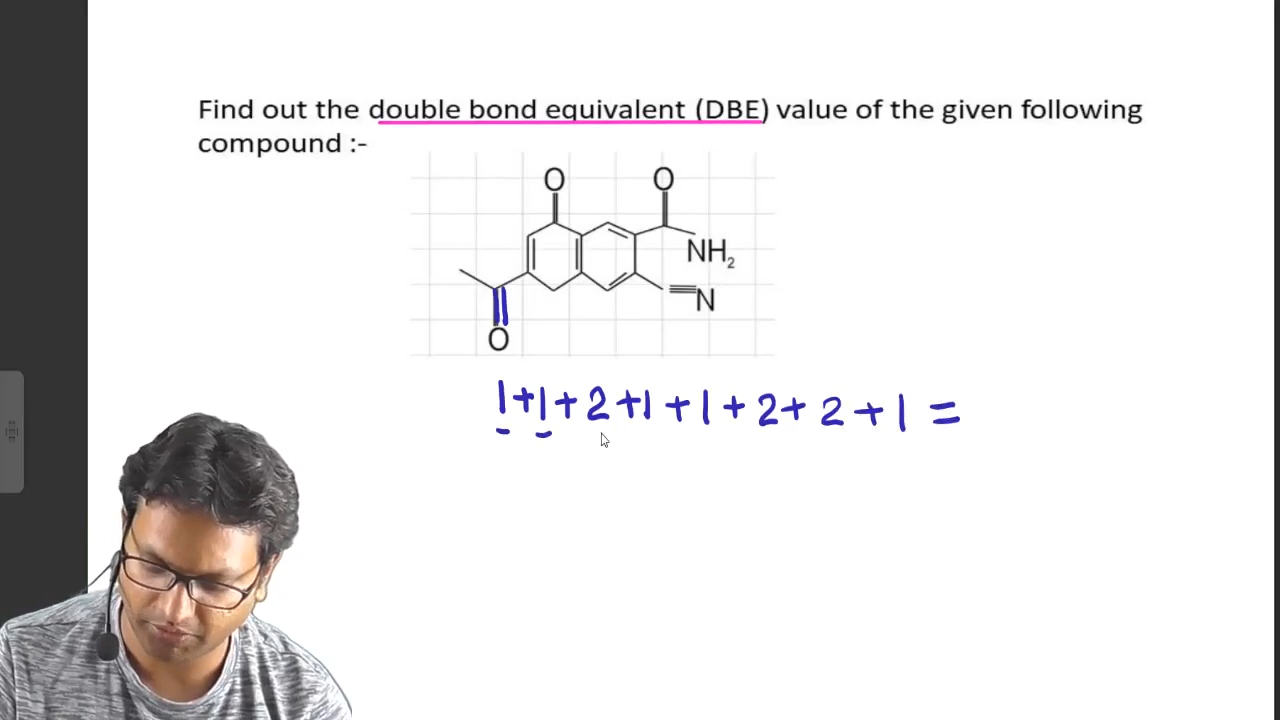 Find out the double bond equivalent (DBE) value of the given following
compound :-
O
O
NH2
N
O
1+1+2+1+1+2+2+1=